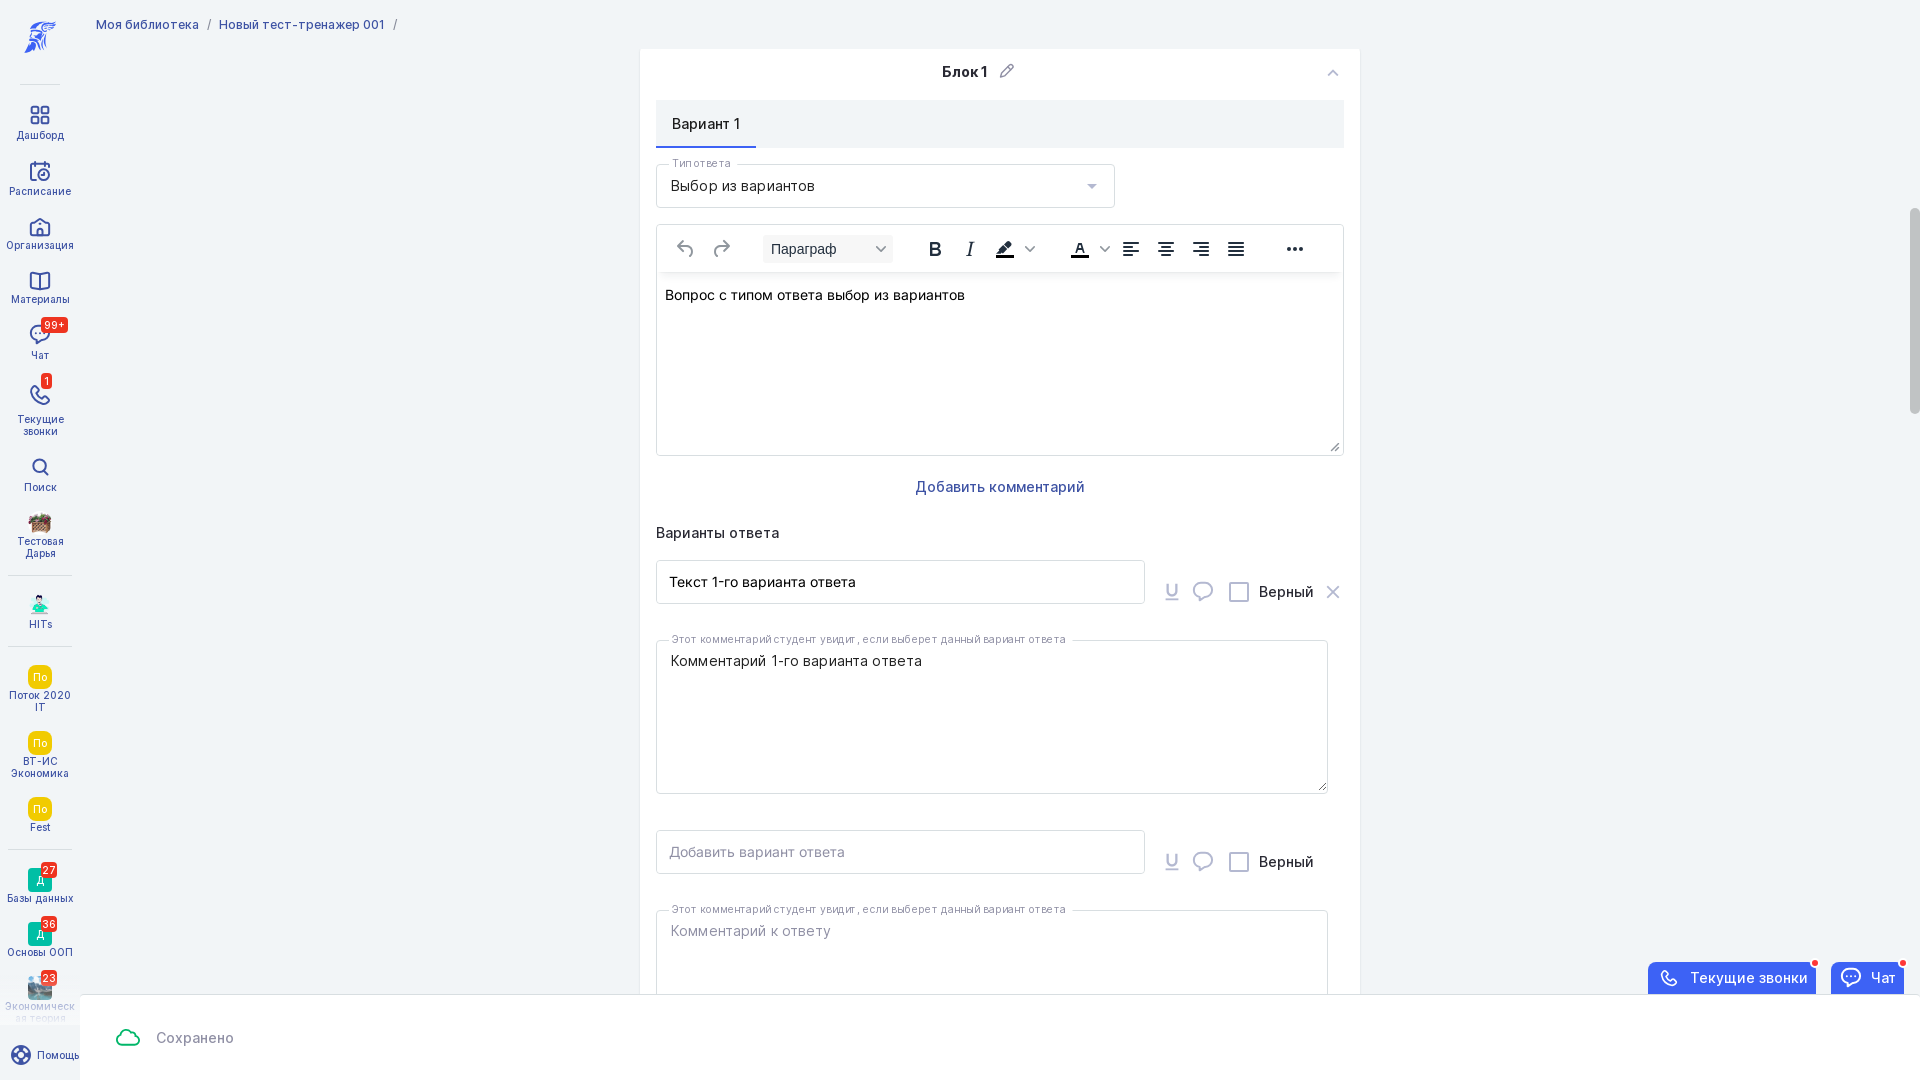 Моя библиотека / Новый тест-тренажер 001 /
Блок 1
Вариант 1
Тип ответа
Выбор из вариантов
Параграф
Вопрос с типом ответа выбор из вариантов
Добавить комментарий
Варианты ответа
Текст 1-го варианта ответа
Верный
Этот комментарий студент увидит, если выберет данный вариант ответа
Комментарий 1-го варианта ответа
Добавить вариант ответа
Верный
Этот комментарий студент увидит, если выберет данный вариант ответа
Комментарий к ответу
Дашборд
Расписание
Организация
Материалы
99+
Чат
1
Текущие
звонки
Поиск
Тестовая
Дарья
HITs
По
Поток 2020
IT
По
ВТ-ИС
Экономика
По
Fest
27
Д
Базы данных
36
Д
Основы ООП
23
Экономическ
ая теория
Помощь
Текущие звонки
Чат
Сохранено